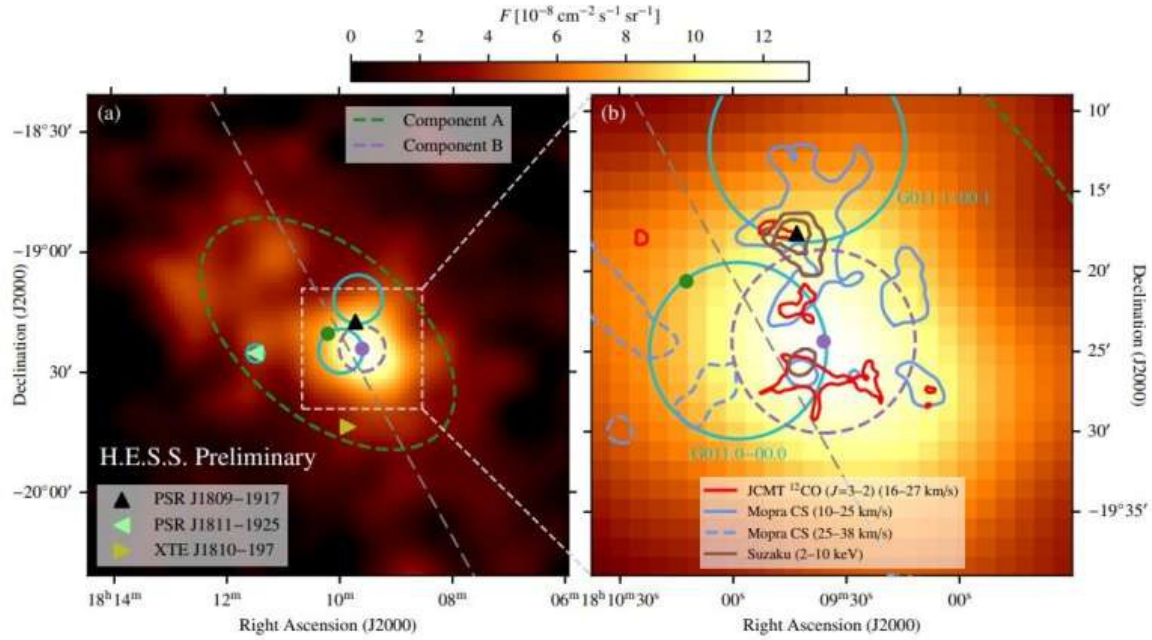 F [10⁻⁸ cm⁻² s⁻¹ sr⁻¹]
0 2 4 6 8 10 12
(a)
Component A
Component B
−18°30′
−19°00′
30′
−20°00′
Declination (J2000)
H.E.S.S. Preliminary
PSR J1809−1917
PSR J1811−1925
XTE J1810−197
18ʰ14ᵐ 12ᵐ 10ᵐ 08ᵐ 06ᵐ
Right Ascension (J2000)
(b)
G011.1+00.1
G011.0−00.0
JCMT ¹²CO (J=3−2) (16−27 km/s)
Mopra CS (10−25 km/s)
Mopra CS (25−38 km/s)
Suzaku (2−10 keV)
10′
15′
20′
25′
30′
−19°35′
Declination (J2000)
18ʰ10ᵐ30ˢ 00ˢ 09ᵐ30ˢ 00ˢ
Right Ascension (J2000)